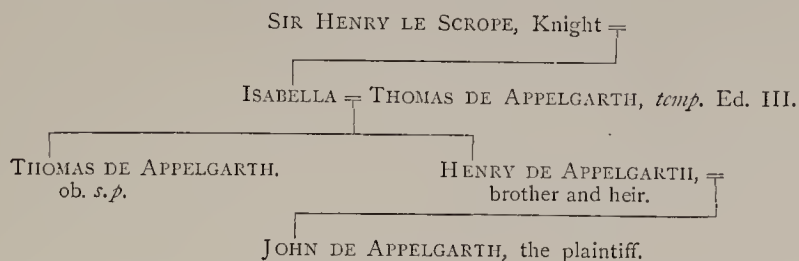 SIR HENRY LE SCROPE, Knight
ISABELLA = THOMAS DE APPELGARTH, temp. Ed. III.
THOMAS DE APPELGARTH. HENRY DE APPELGARTH,
ob. s.p. brother and heir.
JOHN DE APPELGARTH, the plaintiff.